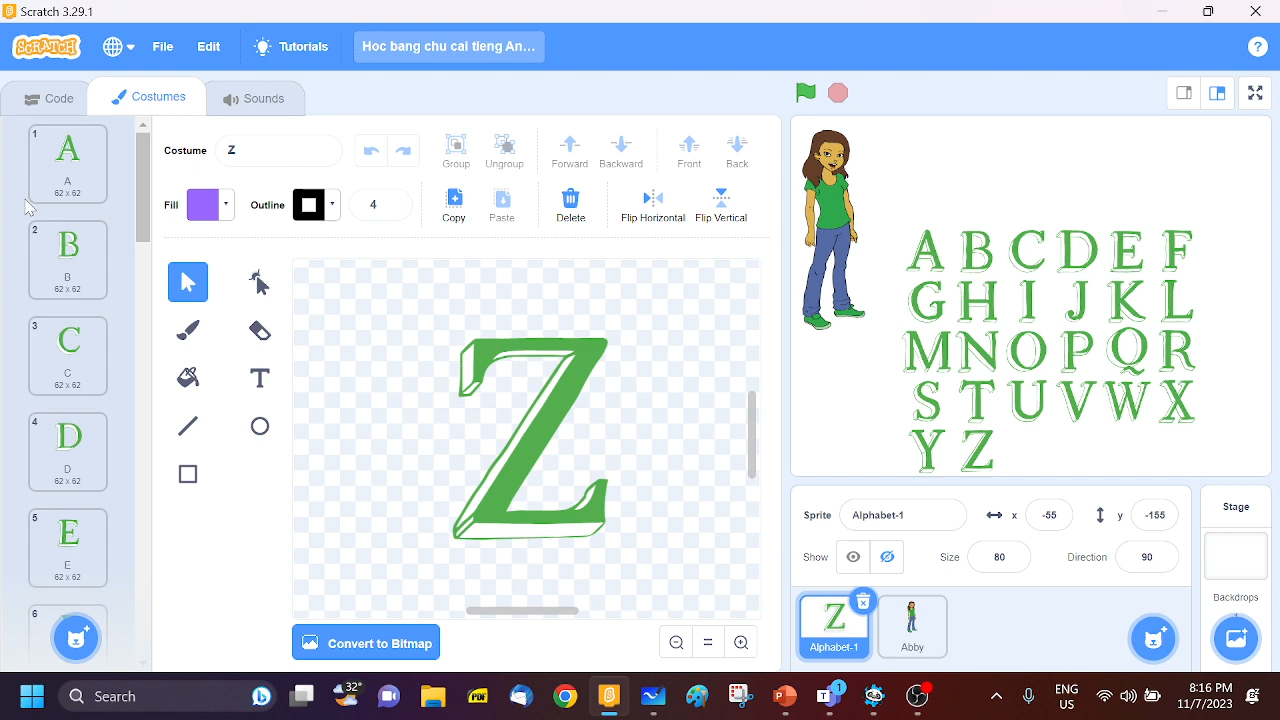 Scratch 3.29.1
SCRATCH
File
Edit
Tutorials
Hoc bang chu cai tieng An...
?
Code
Costumes
Sounds
Costume
Z
Group
Ungroup
Forward
Backward
Front
Back
Fill
Outline
4
Copy
Paste
Delete
Flip Horizontal
Flip Vertical
1
A
A
62 x 62
2
B
B
62 x 62
3
C
C
62 x 62
4
D
D
62 x 62
5
E
E
62 x 62
6
Z
Convert to Bitmap
A B C D E F
G H I J K L
M N O P Q R
S T U V W X
Y Z
Sprite
Alphabet-1
x
-55
y
-155
Show
Size
80
Direction
90
Z
Alphabet-1
Abby
Stage
Backdrops
Search
32°
PDF
1
ENG
US
8:16 PM
11/7/2023